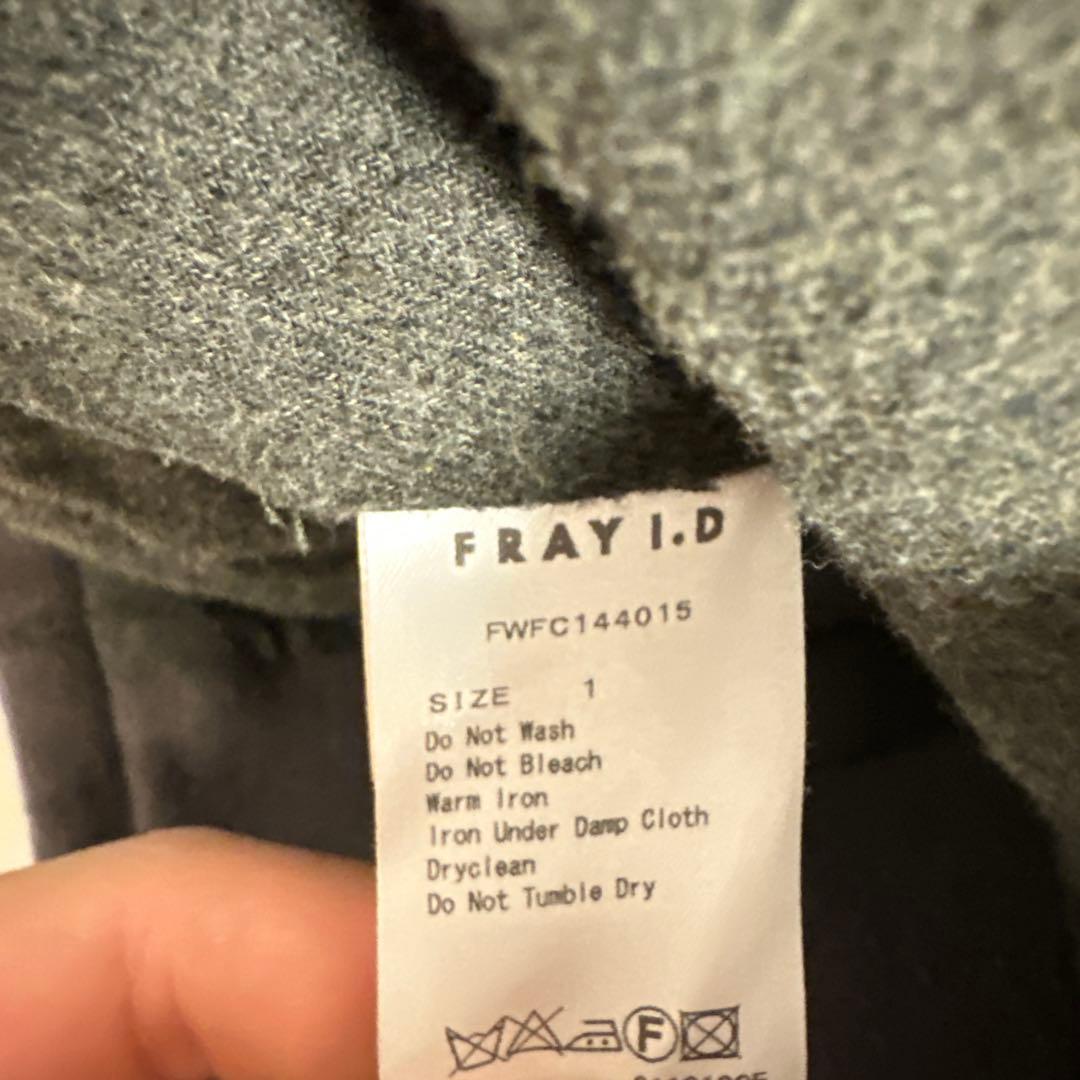 FRAY I.D
FWFC144015
SIZE 1
Do Not Wash
Do Not Bleach
Warm Iron
Iron Under Damp Cloth
Dryclean
Do Not Tumble Dry
F